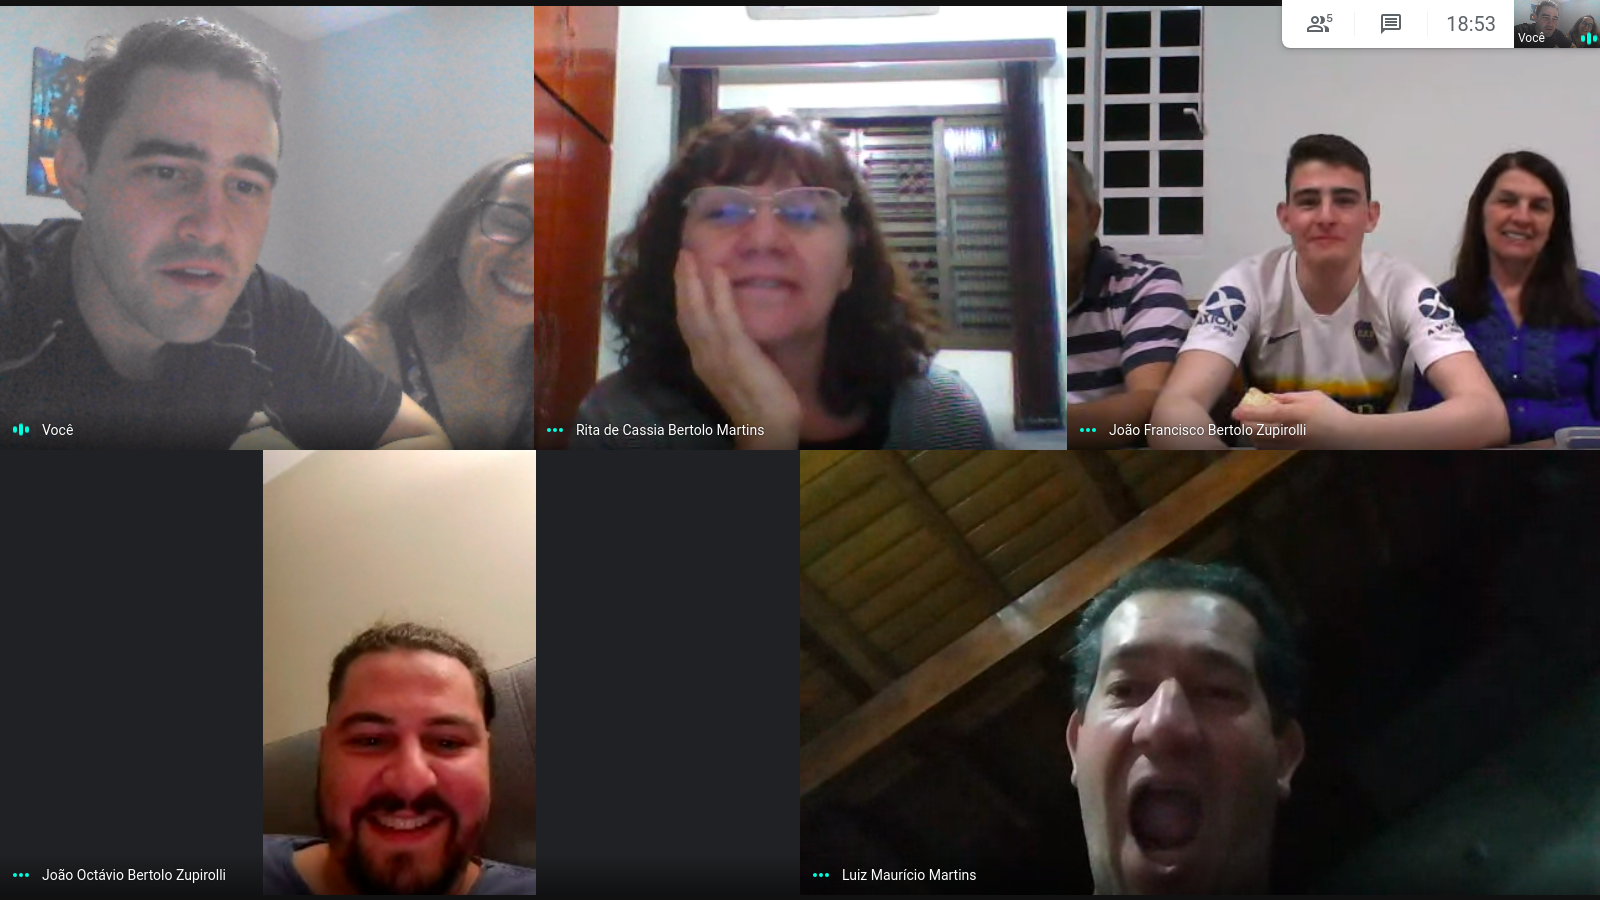 5
18:53
Você
Você
Rita de Cassia Bertolo Martins
João Francisco Bertolo Zupirolli
João Octávio Bertolo Zupirolli
Luiz Maurício Martins